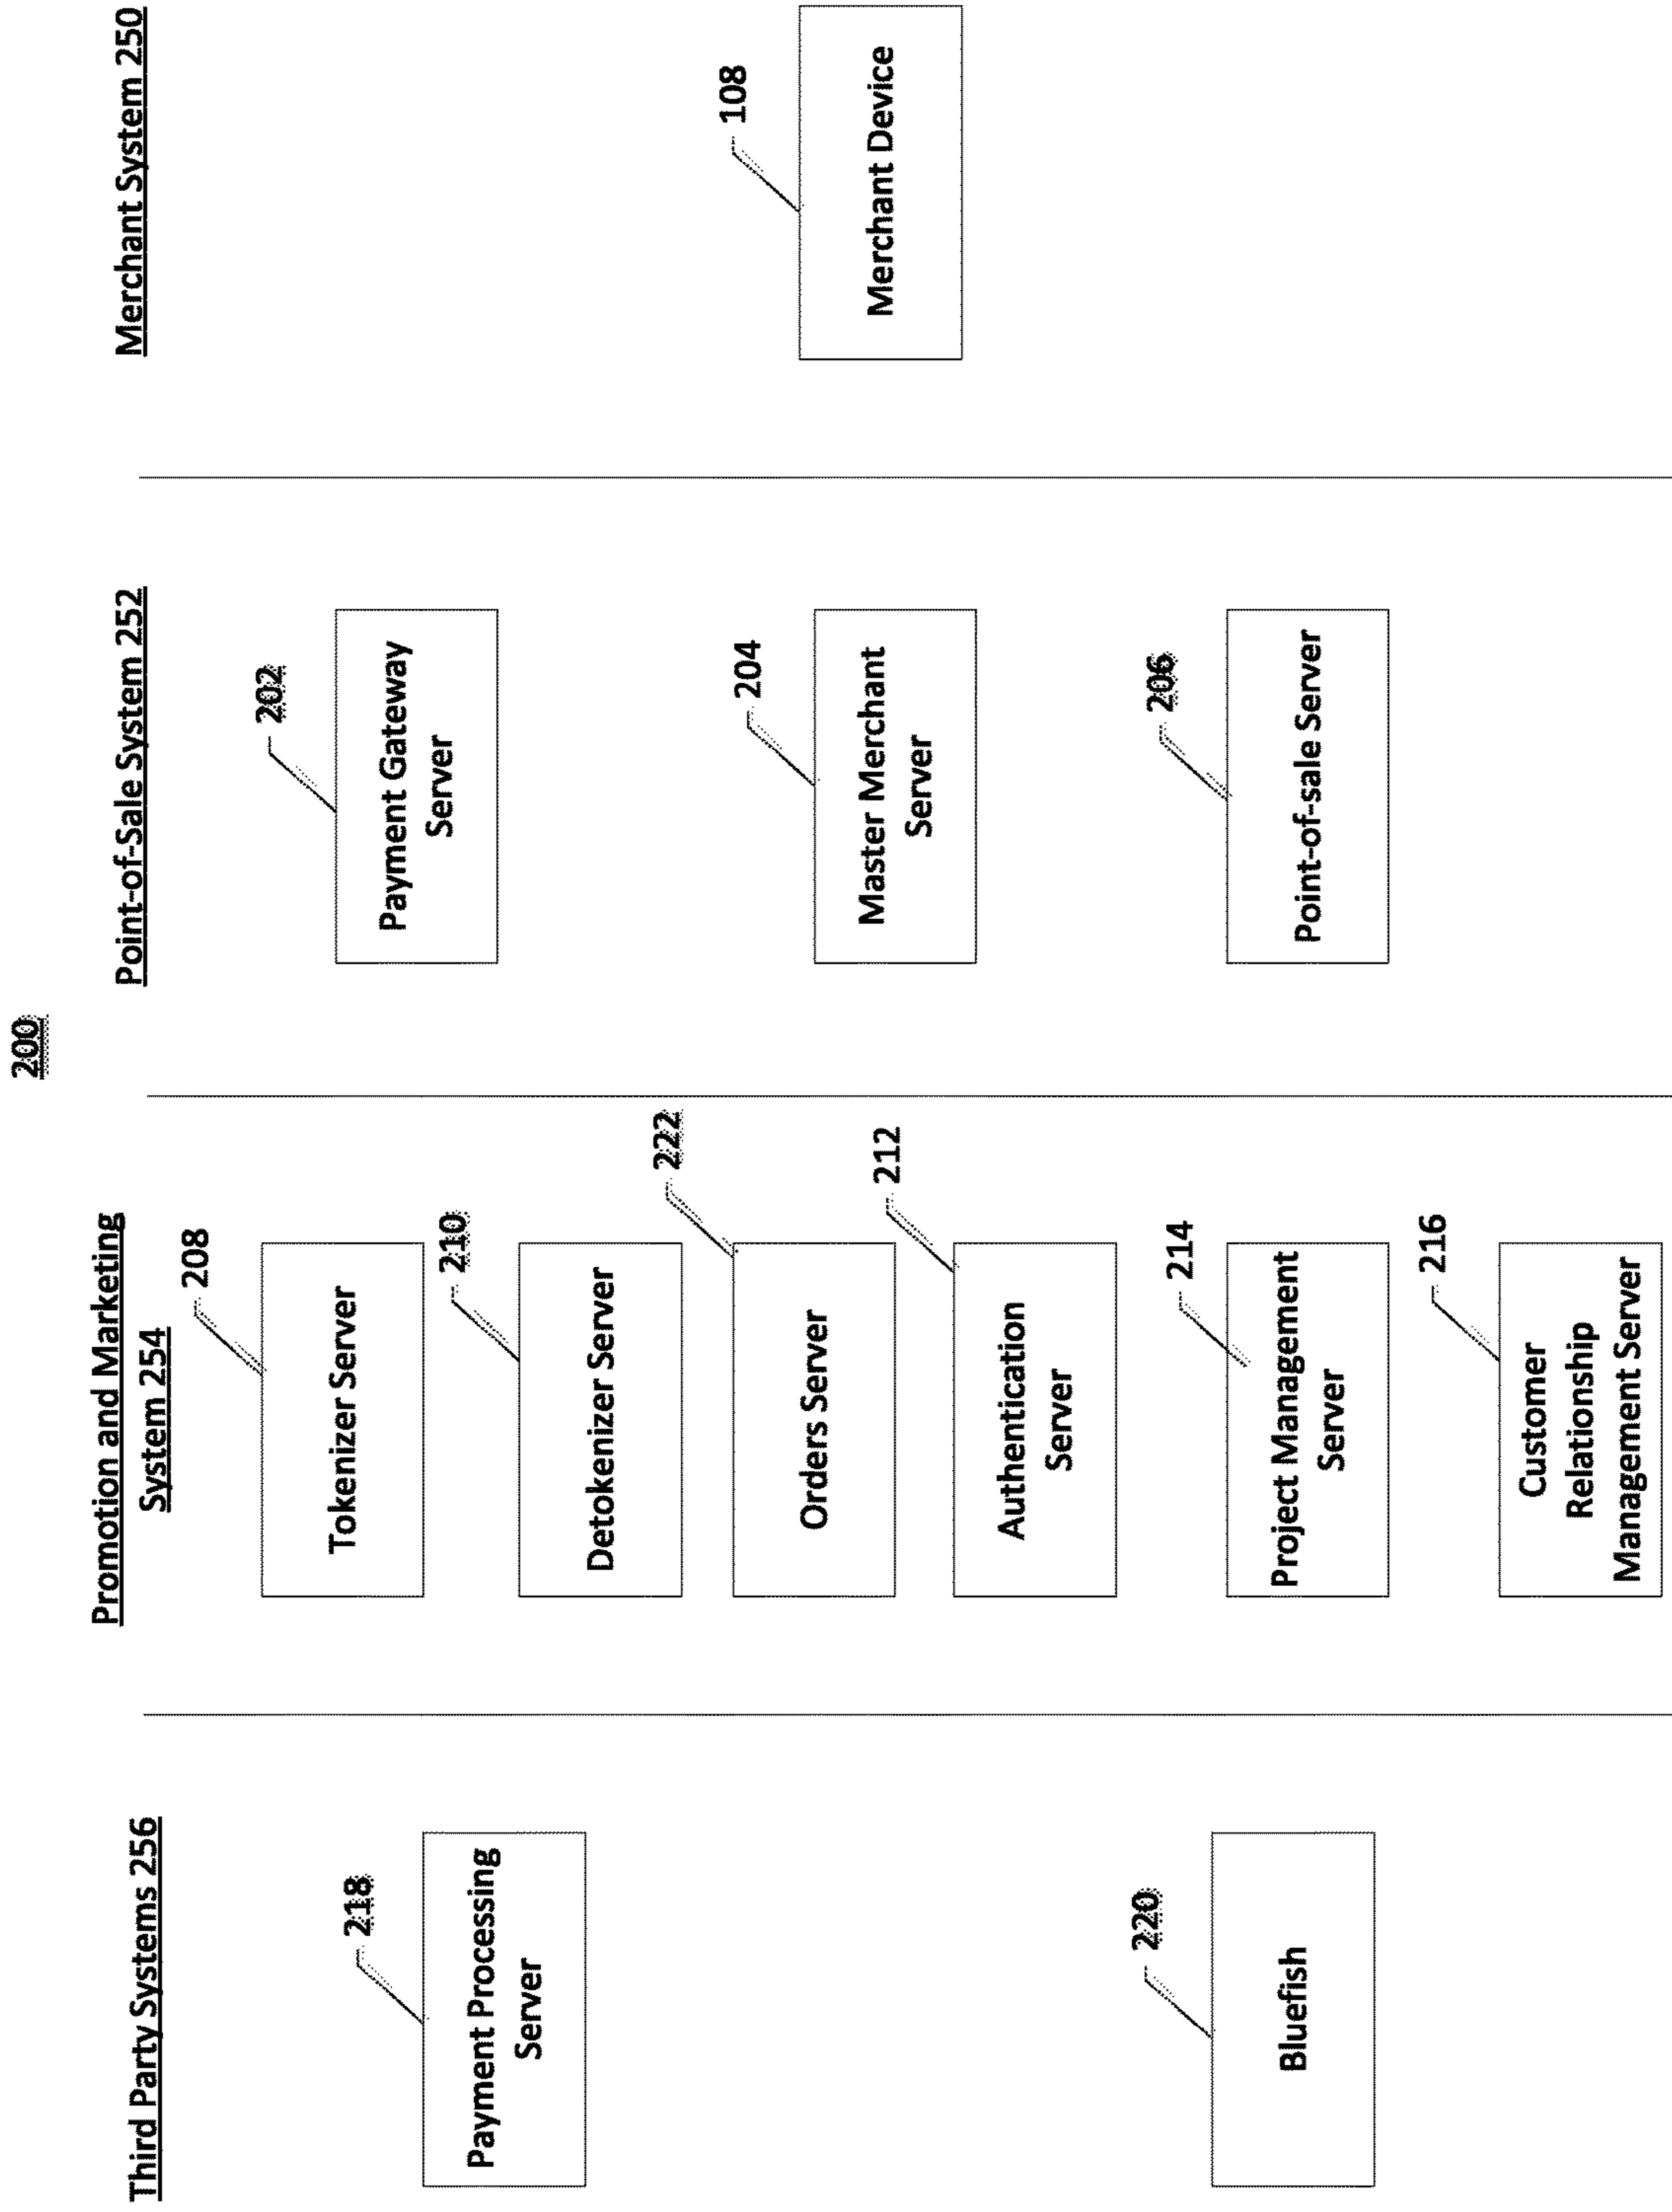 200
Third Party Systems 256
218
Payment Processing
Server
220
Bluefish
Promotion and Marketing
System 254
208
Tokenizer Server
210
Detokenizer Server
222
Orders Server
212
Authentication
Server
214
Project Management
Server
216
Customer
Relationship
Management Server
Point-of-Sale System 252
202
Payment Gateway
Server
204
Master Merchant
Server
206
Point-of-sale Server
Merchant System 250
108
Merchant Device